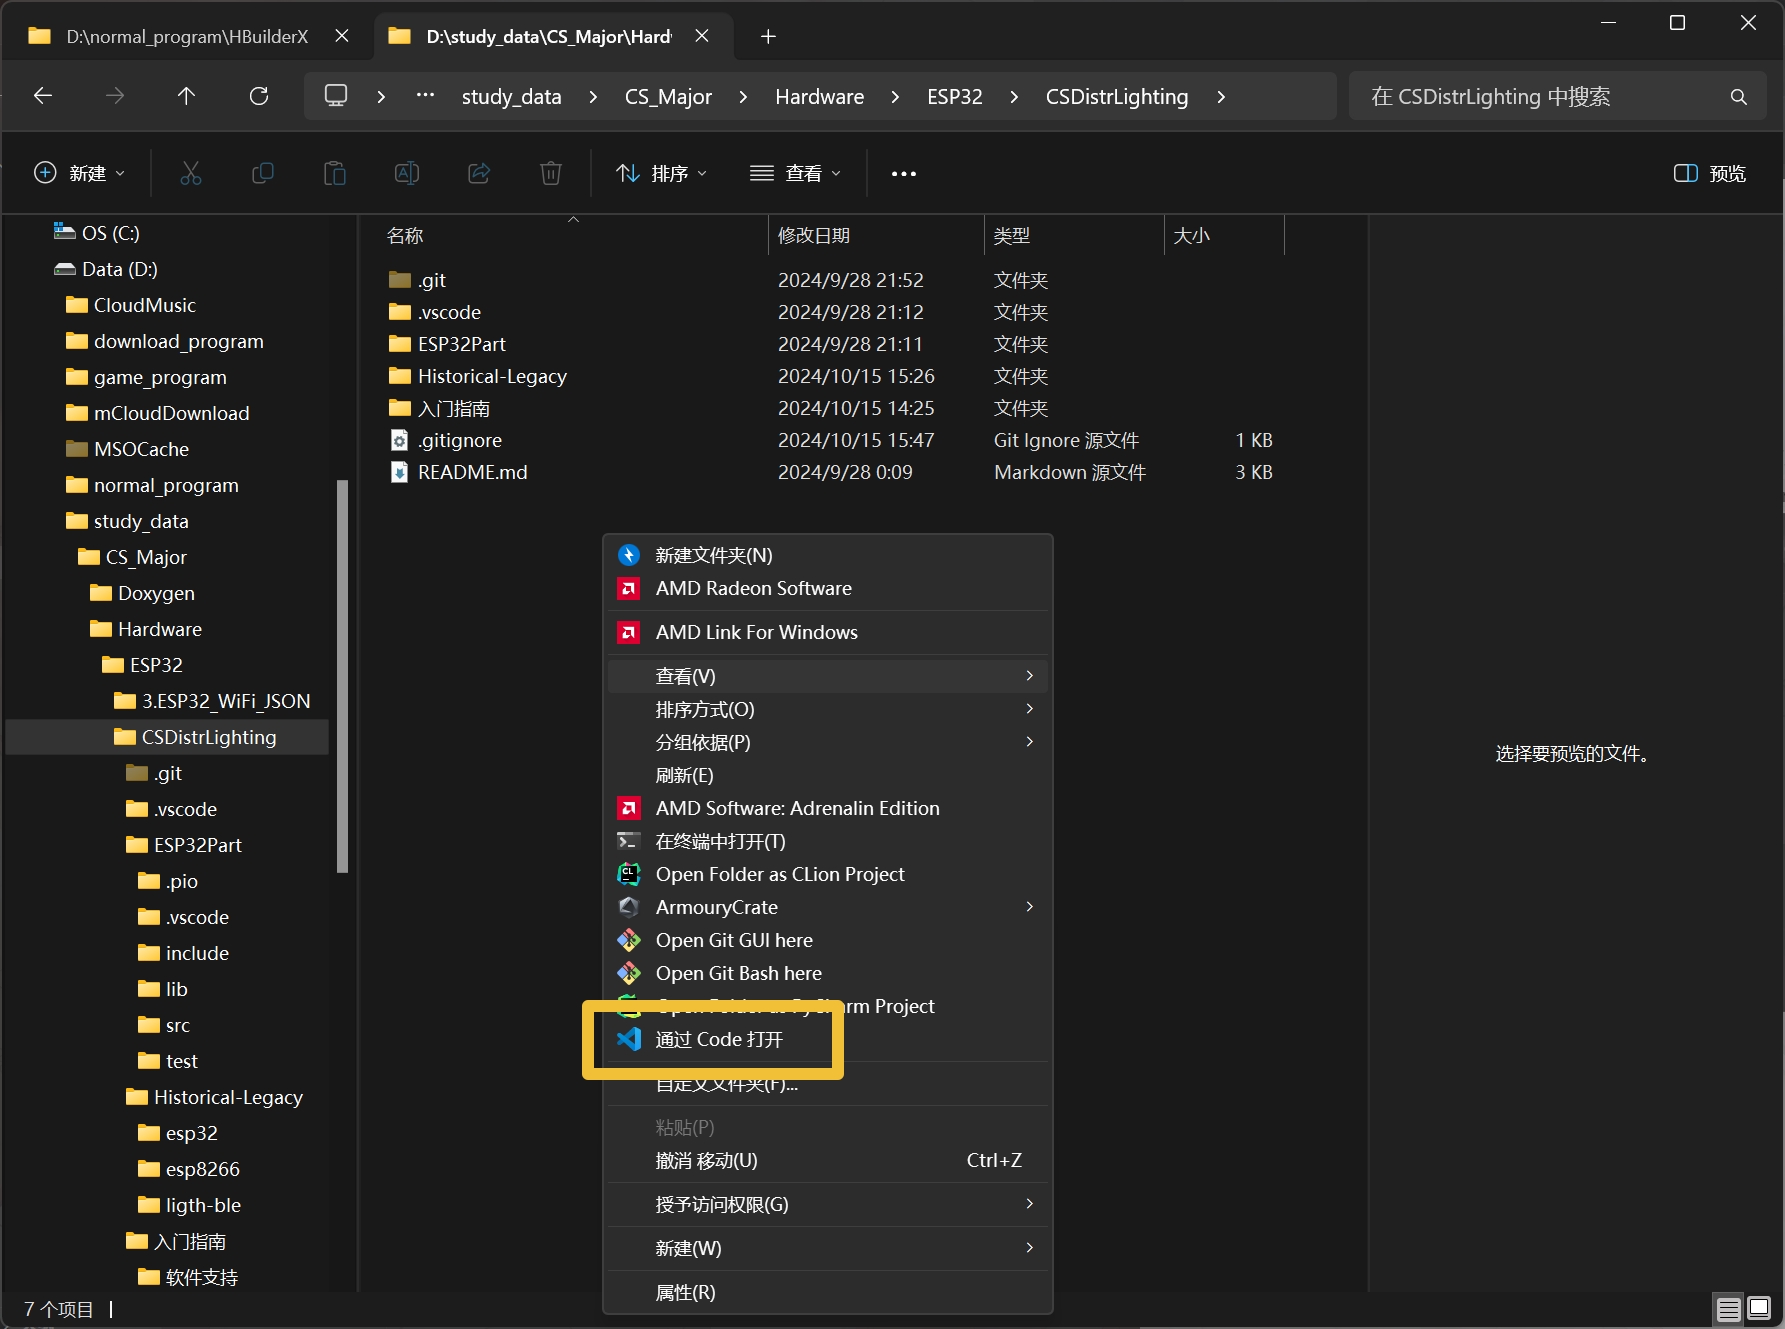 D:\normal_program\HBuilderX
D:\study_data\CS_Major\Hard
study_data
CS_Major
Hardware
ESP32
CSDistrLighting
在 CSDistrLighting 中搜索
新建
排序
查看
预览
OS (C:)
Data (D:)
CloudMusic
download_program
game_program
mCloudDownload
MSOCache
normal_program
study_data
CS_Major
Doxygen
Hardware
ESP32
3.ESP32_WiFi_JSON
CSDistrLighting
.git
.vscode
ESP32Part
.pio
.vscode
include
lib
src
test
Historical-Legacy
esp32
esp8266
ligth-ble
入门指南
软件支持
名称 修改日期 类型 大小
.git 2024/9/28 21:52 文件夹
.vscode 2024/9/28 21:12 文件夹
ESP32Part 2024/9/28 21:11 文件夹
Historical-Legacy 2024/10/15 15:26 文件夹
入门指南 2024/10/15 14:25 文件夹
.gitignore 2024/10/15 15:47 Git Ignore 源文件 1 KB
README.md 2024/9/28 0:09 Markdown 源文件 3 KB
新建文件夹(N)
AMD Radeon Software
AMD Link For Windows
查看(V)
排序方式(O)
分组依据(P)
刷新(E)
AMD Software: Adrenalin Edition
在终端中打开(T)
Open Folder as CLion Project
ArmouryCrate
Open Git GUI here
Open Git Bash here
Open Folder as PyCharm Project
通过 Code 打开
自定义文件夹(F)...
粘贴(P)
撤消 移动(U) Ctrl+Z
授予访问权限(G)
新建(W)
属性(R)
选择要预览的文件。
7 个项目